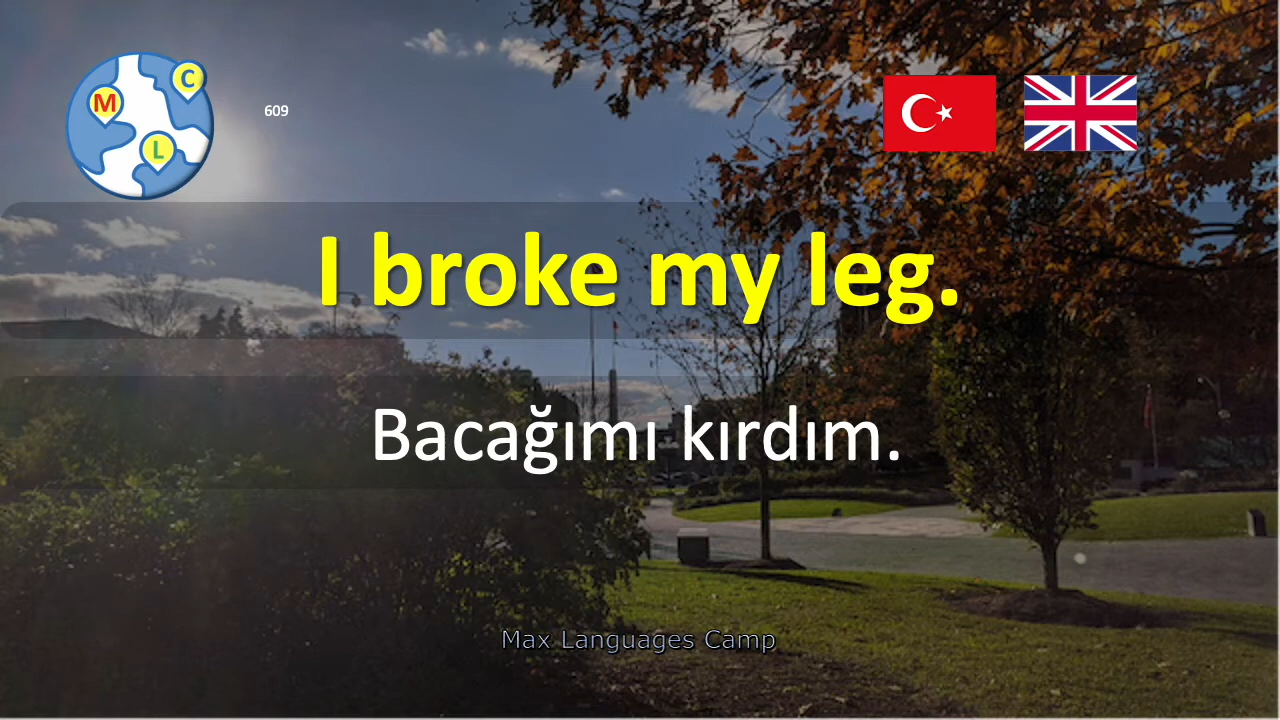 C
M
L
609
I broke my leg.
Bacağımı kırdım.
Max Languages Camp